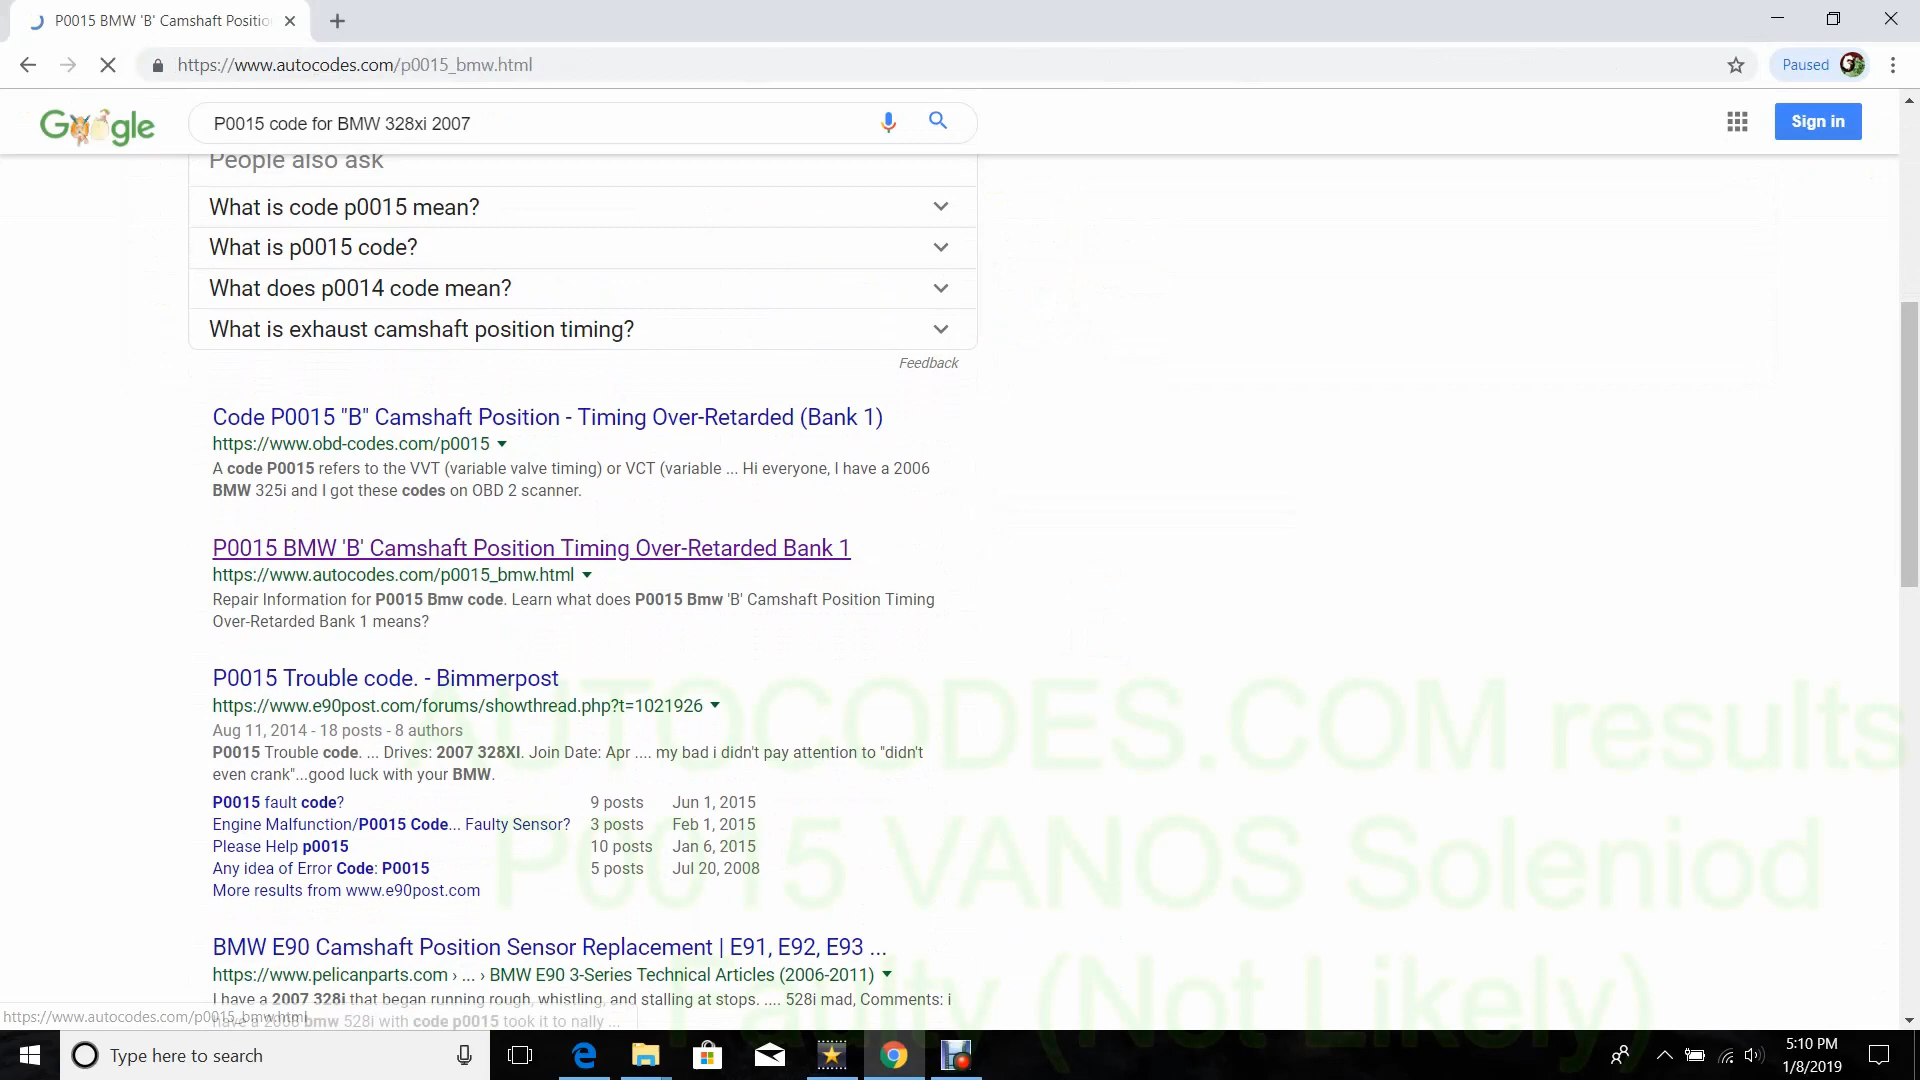 P0015 BMW 'B' Camshaft Positio
https://www.autocodes.com/p0015_bmw.html
Paused
Google
P0015 code for BMW 328xi 2007
Sign in
People also ask
What is code p0015 mean?
What is p0015 code?
What does p0014 code mean?
What is exhaust camshaft position timing?
Feedback
Code P0015 "B" Camshaft Position - Timing Over-Retarded (Bank 1)
https://www.obd-codes.com/p0015
A code P0015 refers to the VVT (variable valve timing) or VCT (variable ... Hi everyone, I have a 2006
BMW 325i and I got these codes on OBD 2 scanner.
P0015 BMW 'B' Camshaft Position Timing Over-Retarded Bank 1
https://www.autocodes.com/p0015_bmw.html
Repair Information for P0015 Bmw code. Learn what does P0015 Bmw 'B' Camshaft Position Timing
Over-Retarded Bank 1 means?
P0015 Trouble code. - Bimmerpost
https://www.e90post.com/forums/showthread.php?t=1021926
Aug 11, 2014 - 18 posts - 8 authors
P0015 Trouble code. ... Drives: 2007 328XI. Join Date: Apr .... my bad i didn't pay attention to "didn't
even crank"...good luck with your BMW.
P0015 fault code? 9 posts Jun 1, 2015
Engine Malfunction/P0015 Code... Faulty Sensor? 3 posts Feb 1, 2015
Please Help p0015 10 posts Jan 6, 2015
Any idea of Error Code: P0015 5 posts Jul 20, 2008
More results from www.e90post.com
AUTOCODES.COM results
P0015 VANOS Soleniod
Faulty (Not Likely)
BMW E90 Camshaft Position Sensor Replacement | E91, E92, E93 ...
https://www.pelicanparts.com › ... › BMW E90 3-Series Technical Articles (2006-2011)
I have a 2007 328i that began running rough, whistling, and stalling at stops. .... 528i mad, Comments: i
have a 2008 bmw 528i with code p0015 took it to nally ...
https://www.autocodes.com/p0015_bmw.html
Type here to search
5:10 PM
1/8/2019